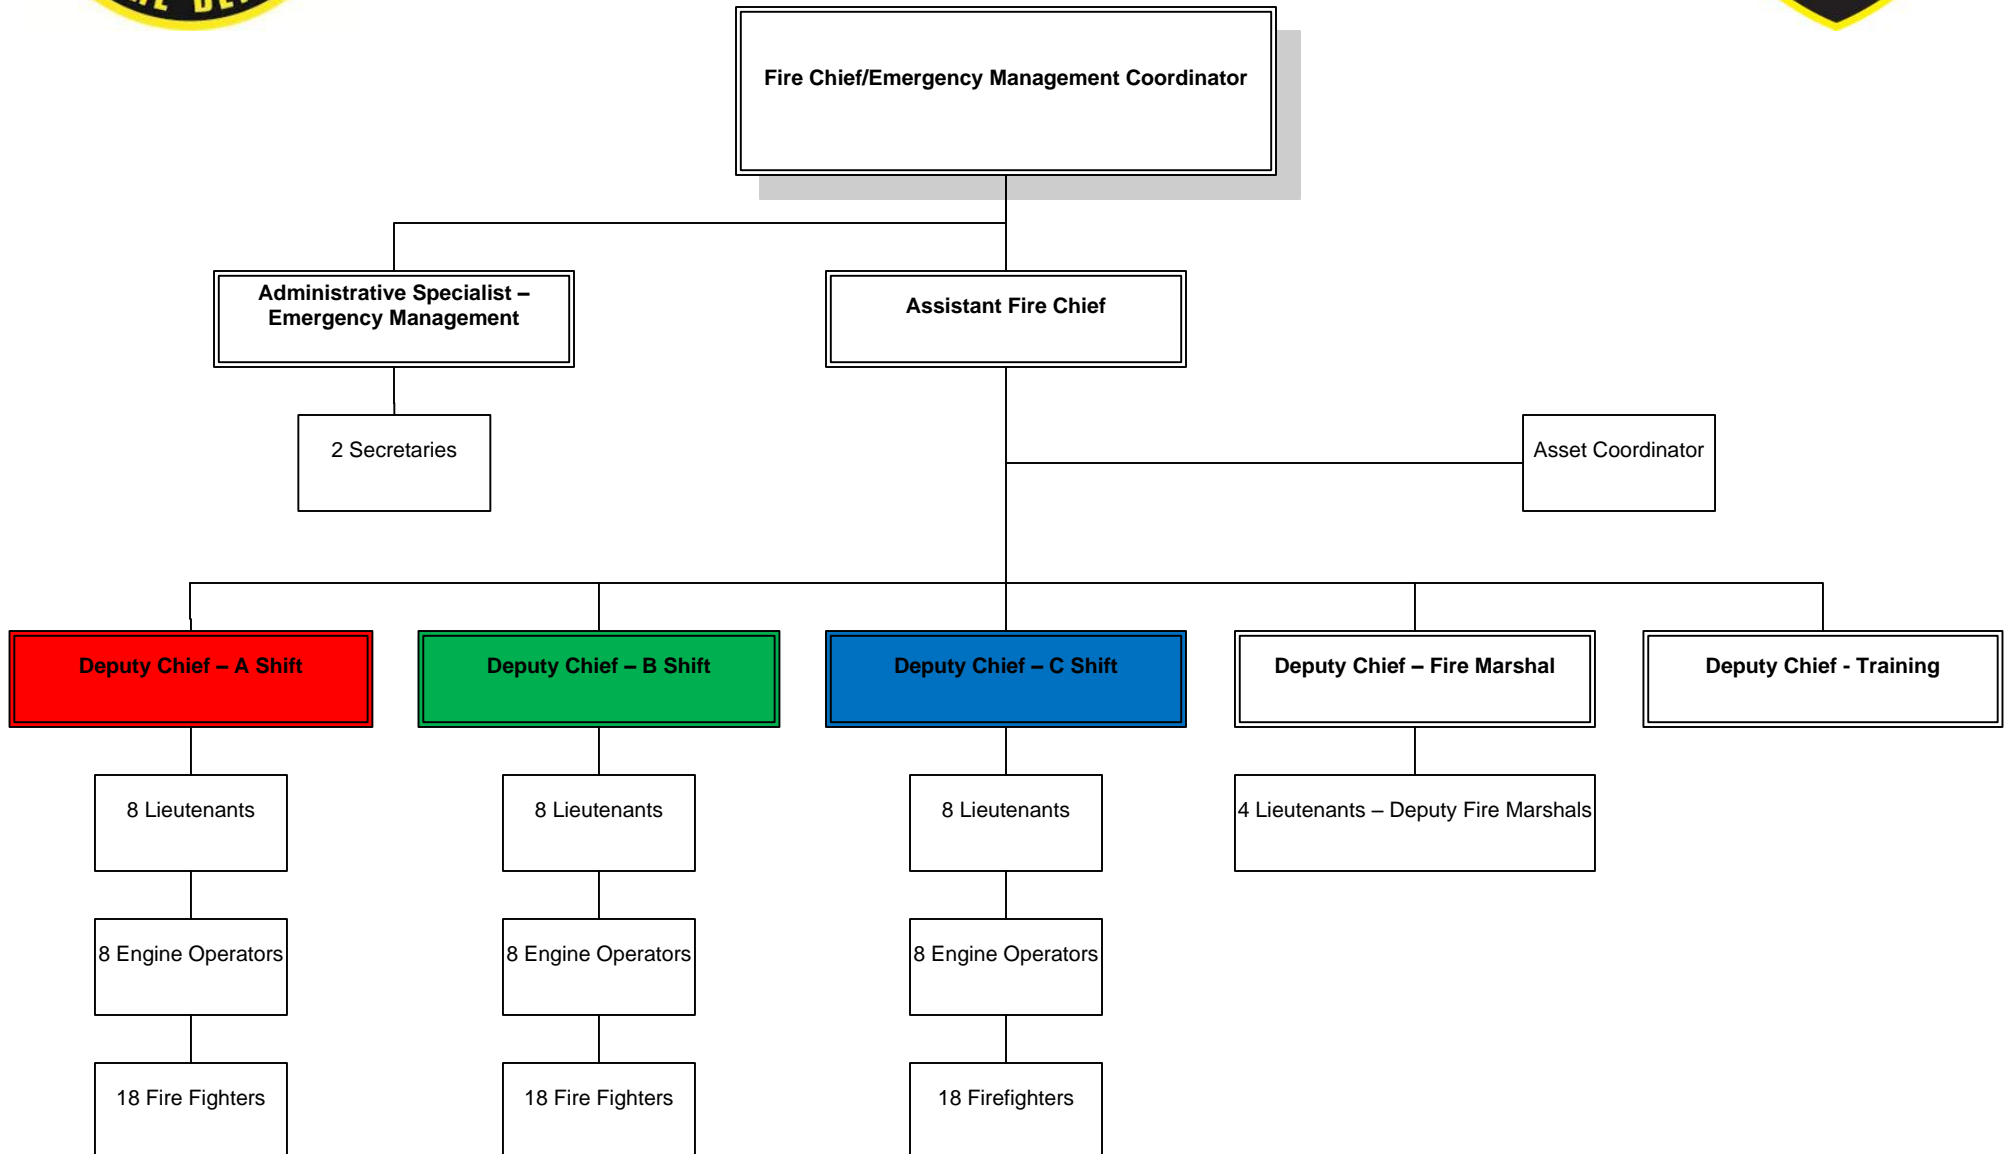 Fire Chief/Emergency Management Coordinator
Administrative Specialist –
Emergency Management
Assistant Fire Chief
2 Secretaries
Asset Coordinator
Deputy Chief – A Shift
Deputy Chief – B Shift
Deputy Chief – C Shift
Deputy Chief – Fire Marshal
Deputy Chief - Training
8 Lieutenants
8 Lieutenants
8 Lieutenants
4 Lieutenants – Deputy Fire Marshals
8 Engine Operators
8 Engine Operators
8 Engine Operators
18 Fire Fighters
18 Fire Fighters
18 Firefighters